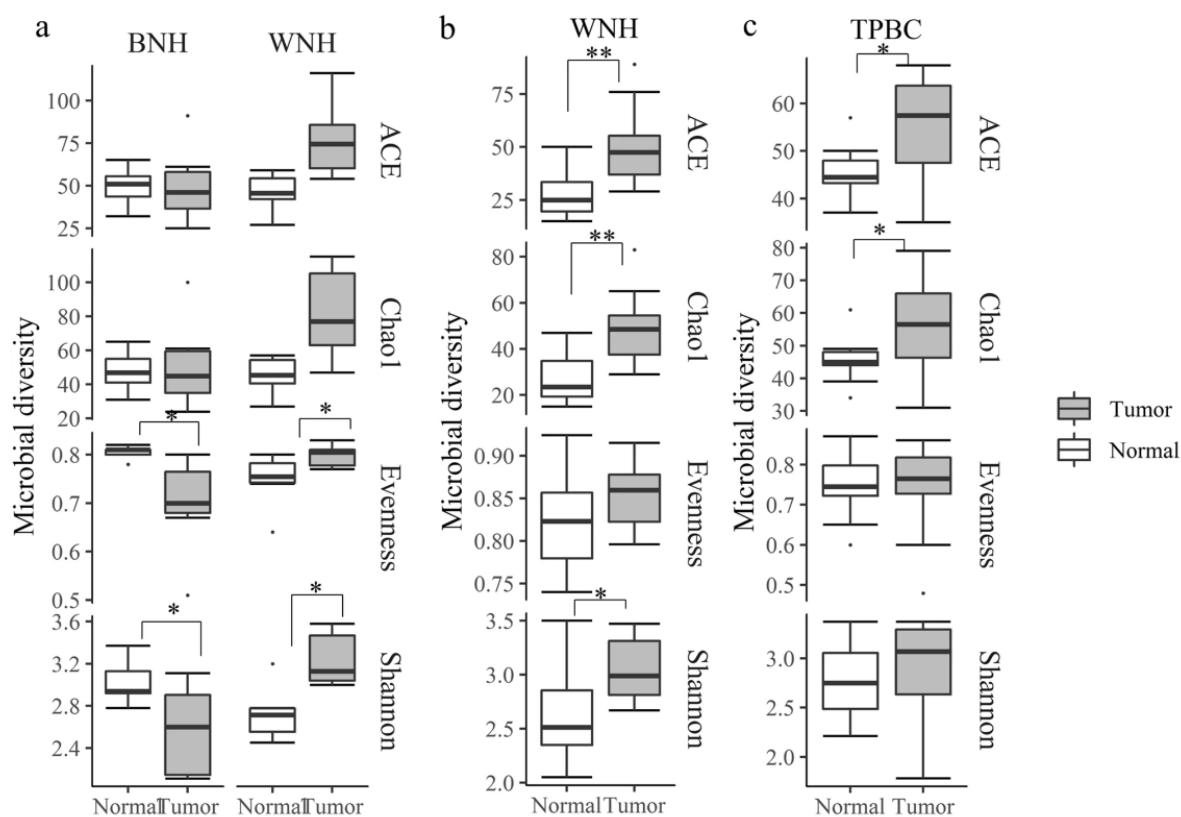 a
BNH
WNH
b
WNH
c
TPBC
Microbial diversity
100
75
50
25
ACE
100
80
60
40
20
Chao1
*
*
0.8
0.7
0.6
0.5
Evenness
*
*
3.6
3.2
2.8
2.4
Shannon
Normal
Tumor
Normal
Tumor
Microbial diversity
**
75
50
25
ACE
**
80
60
40
20
Chao1
0.90
0.85
0.80
0.75
Evenness
*
3.5
3.0
2.5
2.0
Shannon
Normal
Tumor
Microbial diversity
*
60
50
40
ACE
*
80
70
60
50
40
30
Chao1
0.8
0.7
0.6
0.5
Evenness
3.0
2.5
2.0
Shannon
Normal
Tumor
Tumor
Normal